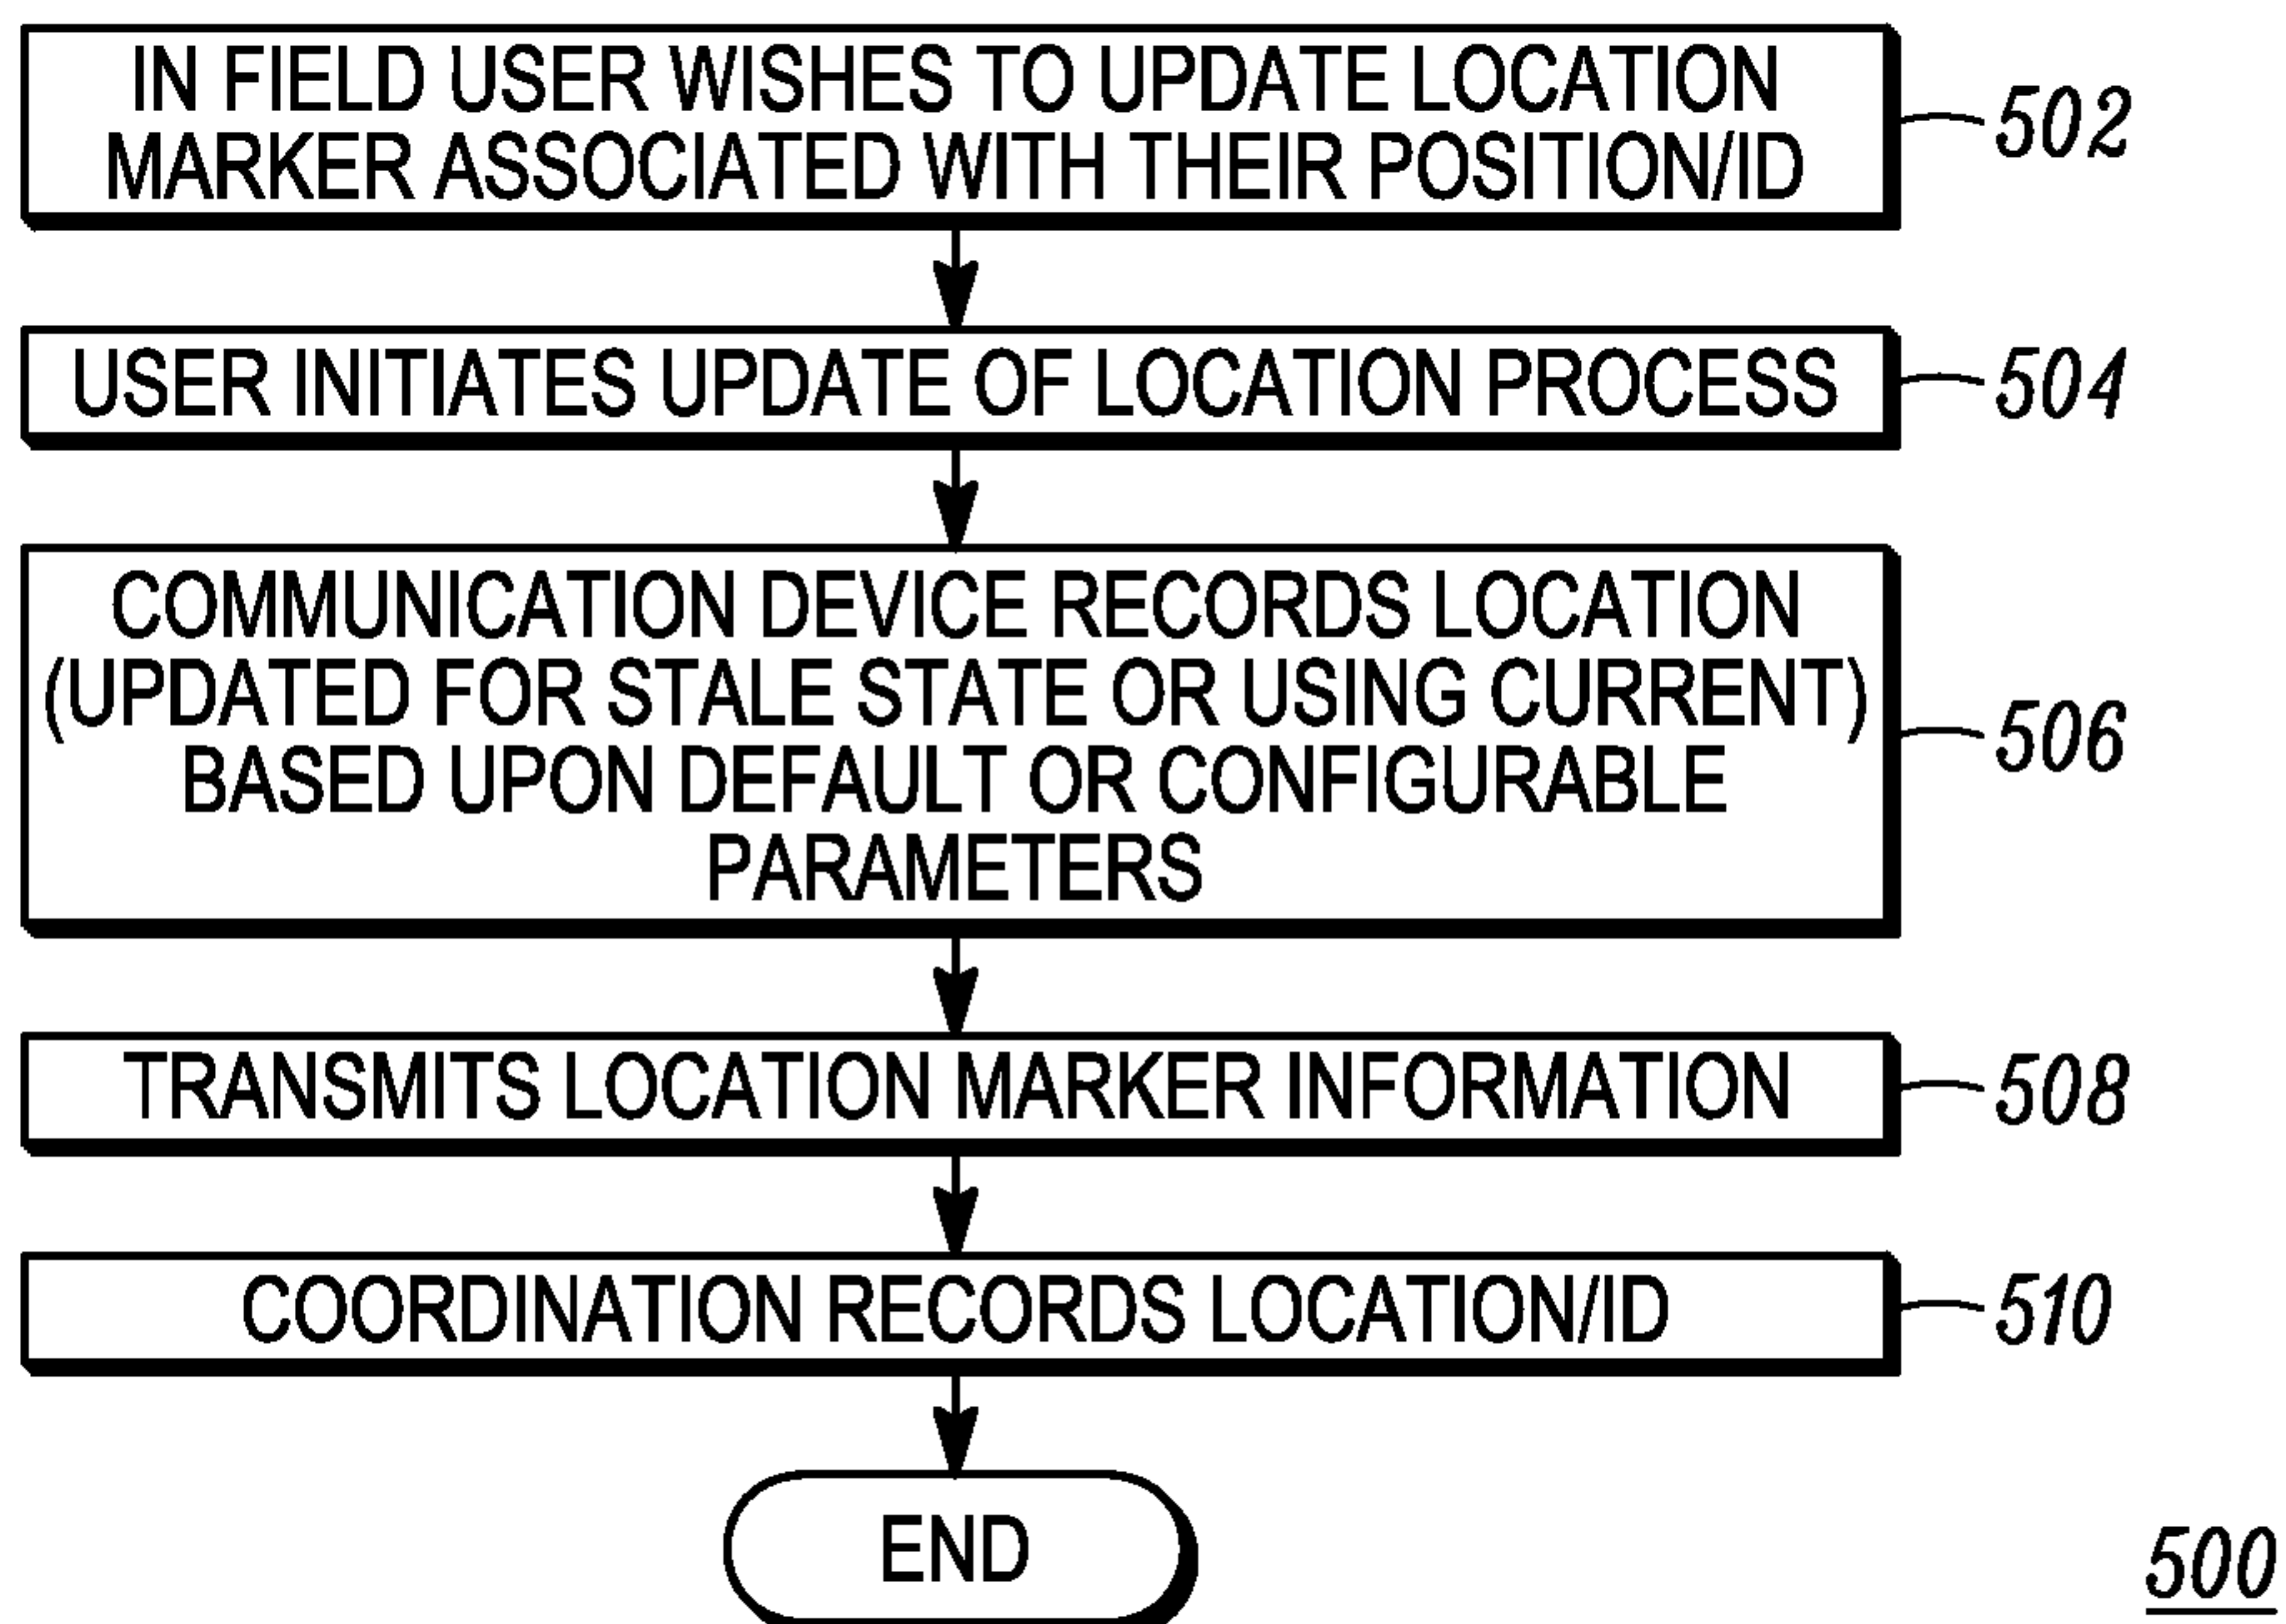 IN FIELD USER WISHES TO UPDATE LOCATION
MARKER ASSOCIATED WITH THEIR POSITION/ID
502
USER INITIATES UPDATE OF LOCATION PROCESS
504
COMMUNICATION DEVICE RECORDS LOCATION
(UPDATED FOR STALE STATE OR USING CURRENT)
BASED UPON DEFAULT OR CONFIGURABLE
PARAMETERS
506
TRANSMITS LOCATION MARKER INFORMATION
508
COORDINATION RECORDS LOCATION/ID
510
END
500